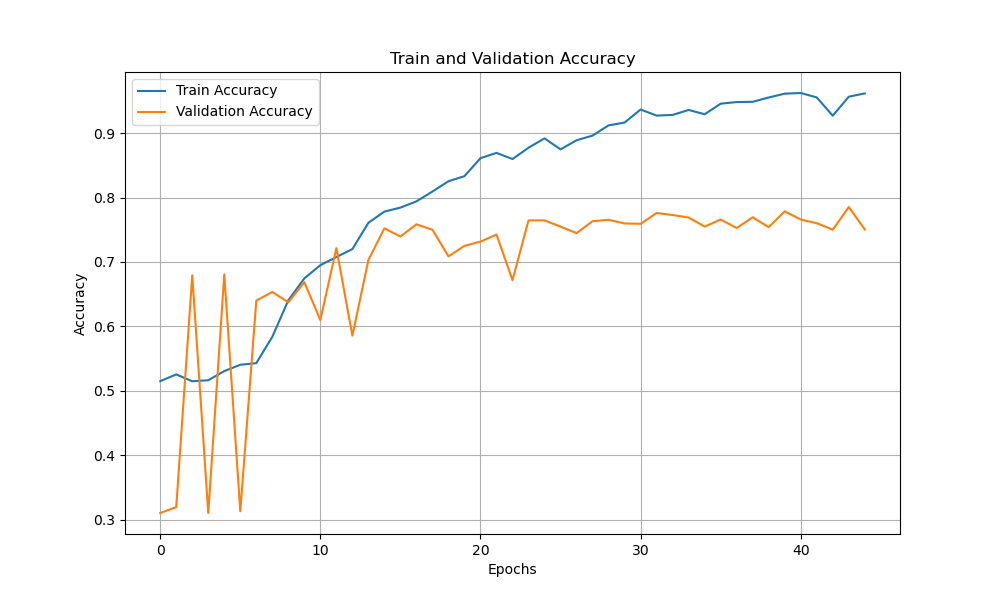 Train and Validation Accuracy
Train Accuracy
Validation Accuracy
0.9
0.8
0.7
0.6
0.5
0.4
0.3
Accuracy
0 10 20 30 40
Epochs